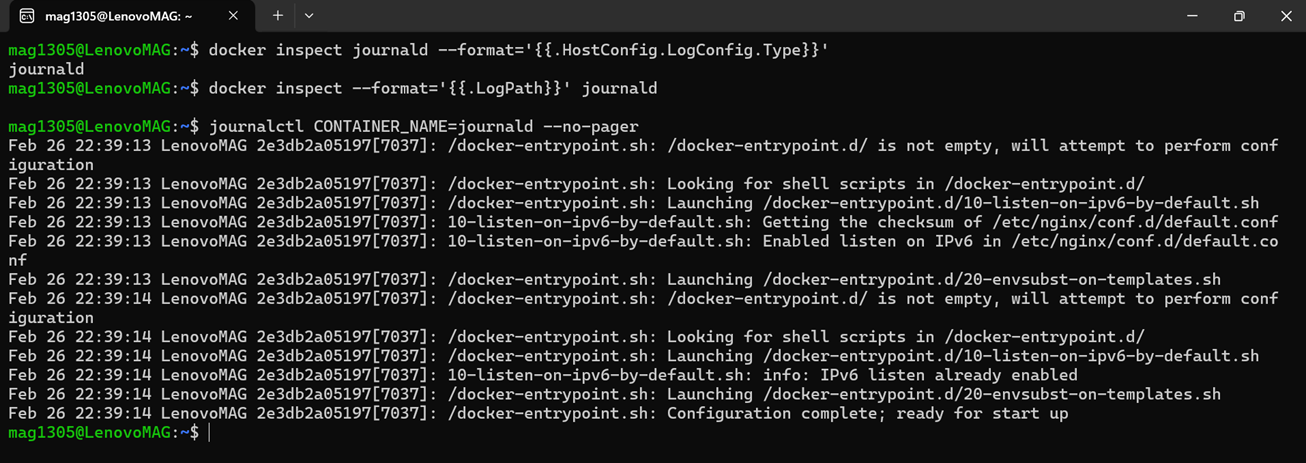 mag1305@LenovoMAG: ~
mag1305@LenovoMAG:~$ docker inspect journald --format='{{.HostConfig.LogConfig.Type}}'
journald
mag1305@LenovoMAG:~$ docker inspect --format='{{.LogPath}}' journald
mag1305@LenovoMAG:~$ journalctl CONTAINER_NAME=journald --no-pager
Feb 26 22:39:13 LenovoMAG 2e3db2a05197[7037]: /docker-entrypoint.sh: /docker-entrypoint.d/ is not empty, will attempt to perform conf
iguration
Feb 26 22:39:13 LenovoMAG 2e3db2a05197[7037]: /docker-entrypoint.sh: Looking for shell scripts in /docker-entrypoint.d/
Feb 26 22:39:13 LenovoMAG 2e3db2a05197[7037]: /docker-entrypoint.sh: Launching /docker-entrypoint.d/10-listen-on-ipv6-by-default.sh
Feb 26 22:39:13 LenovoMAG 2e3db2a05197[7037]: 10-listen-on-ipv6-by-default.sh: Getting the checksum of /etc/nginx/conf.d/default.conf
Feb 26 22:39:13 LenovoMAG 2e3db2a05197[7037]: 10-listen-on-ipv6-by-default.sh: Enabled listen on IPv6 in /etc/nginx/conf.d/default.co
nf
Feb 26 22:39:13 LenovoMAG 2e3db2a05197[7037]: /docker-entrypoint.sh: Launching /docker-entrypoint.d/20-envsubst-on-templates.sh
Feb 26 22:39:14 LenovoMAG 2e3db2a05197[7037]: /docker-entrypoint.sh: /docker-entrypoint.d/ is not empty, will attempt to perform conf
iguration
Feb 26 22:39:14 LenovoMAG 2e3db2a05197[7037]: /docker-entrypoint.sh: Looking for shell scripts in /docker-entrypoint.d/
Feb 26 22:39:14 LenovoMAG 2e3db2a05197[7037]: /docker-entrypoint.sh: Launching /docker-entrypoint.d/10-listen-on-ipv6-by-default.sh
Feb 26 22:39:14 LenovoMAG 2e3db2a05197[7037]: 10-listen-on-ipv6-by-default.sh: info: IPv6 listen already enabled
Feb 26 22:39:14 LenovoMAG 2e3db2a05197[7037]: /docker-entrypoint.sh: Launching /docker-entrypoint.d/20-envsubst-on-templates.sh
Feb 26 22:39:14 LenovoMAG 2e3db2a05197[7037]: /docker-entrypoint.sh: Configuration complete; ready for start up
mag1305@LenovoMAG:~$